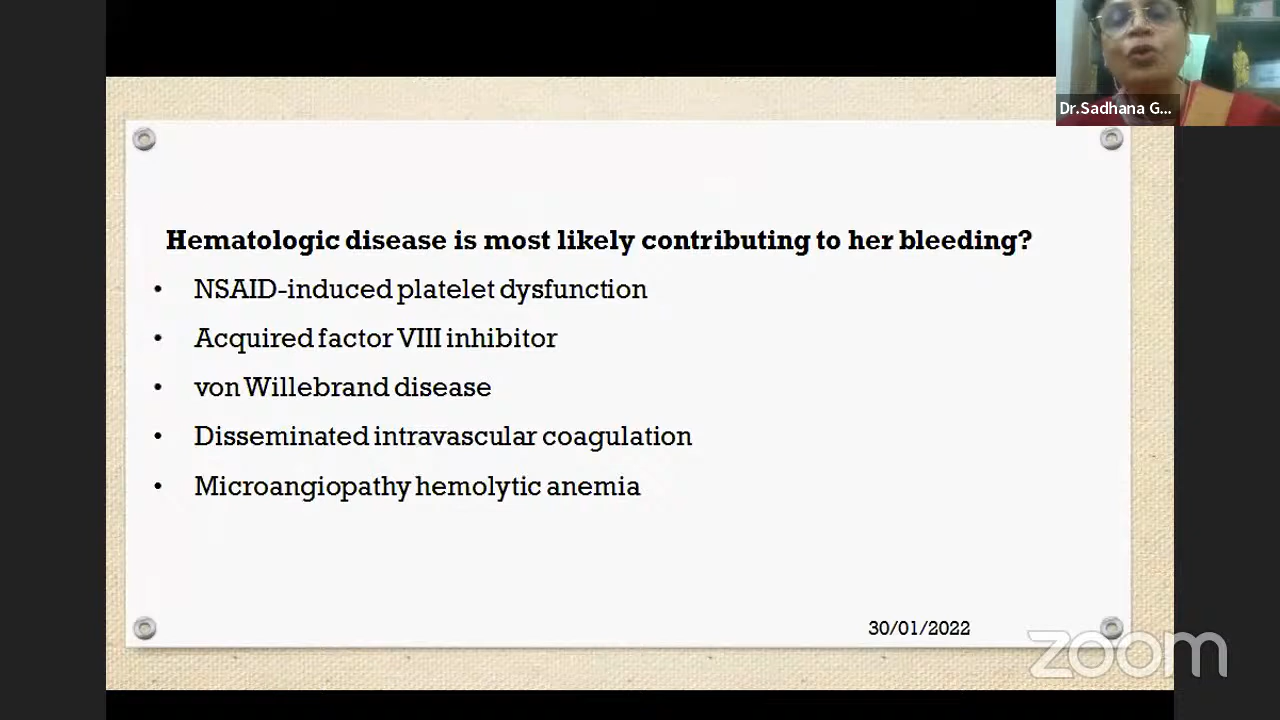 Dr.Sadhana G...
Hematologic disease is most likely contributing to her bleeding?
• NSAID-induced platelet dysfunction
• Acquired factor VIII inhibitor
• von Willebrand disease
• Disseminated intravascular coagulation
• Microangiopathy hemolytic anemia
30/01/2022
zoom